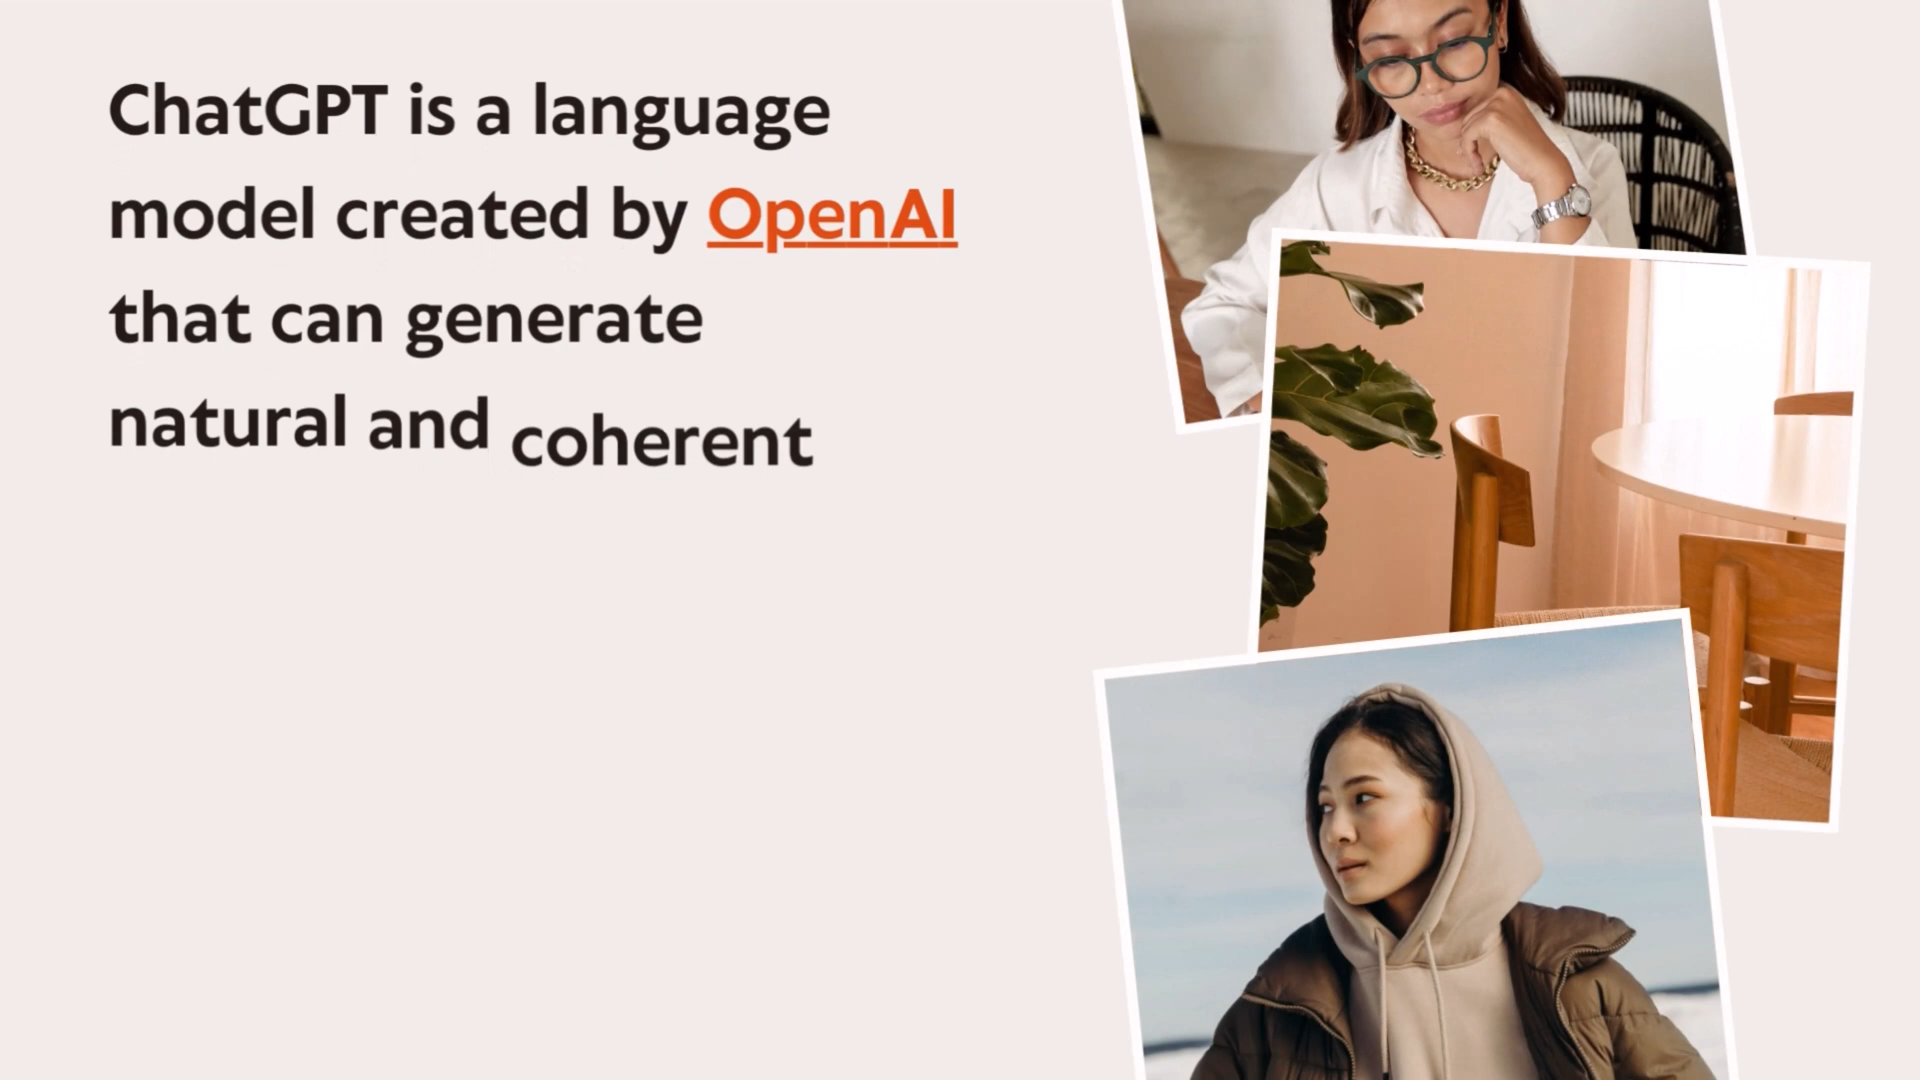 ChatGPT is a language
model created by OpenAI
that can generate
natural and coherent